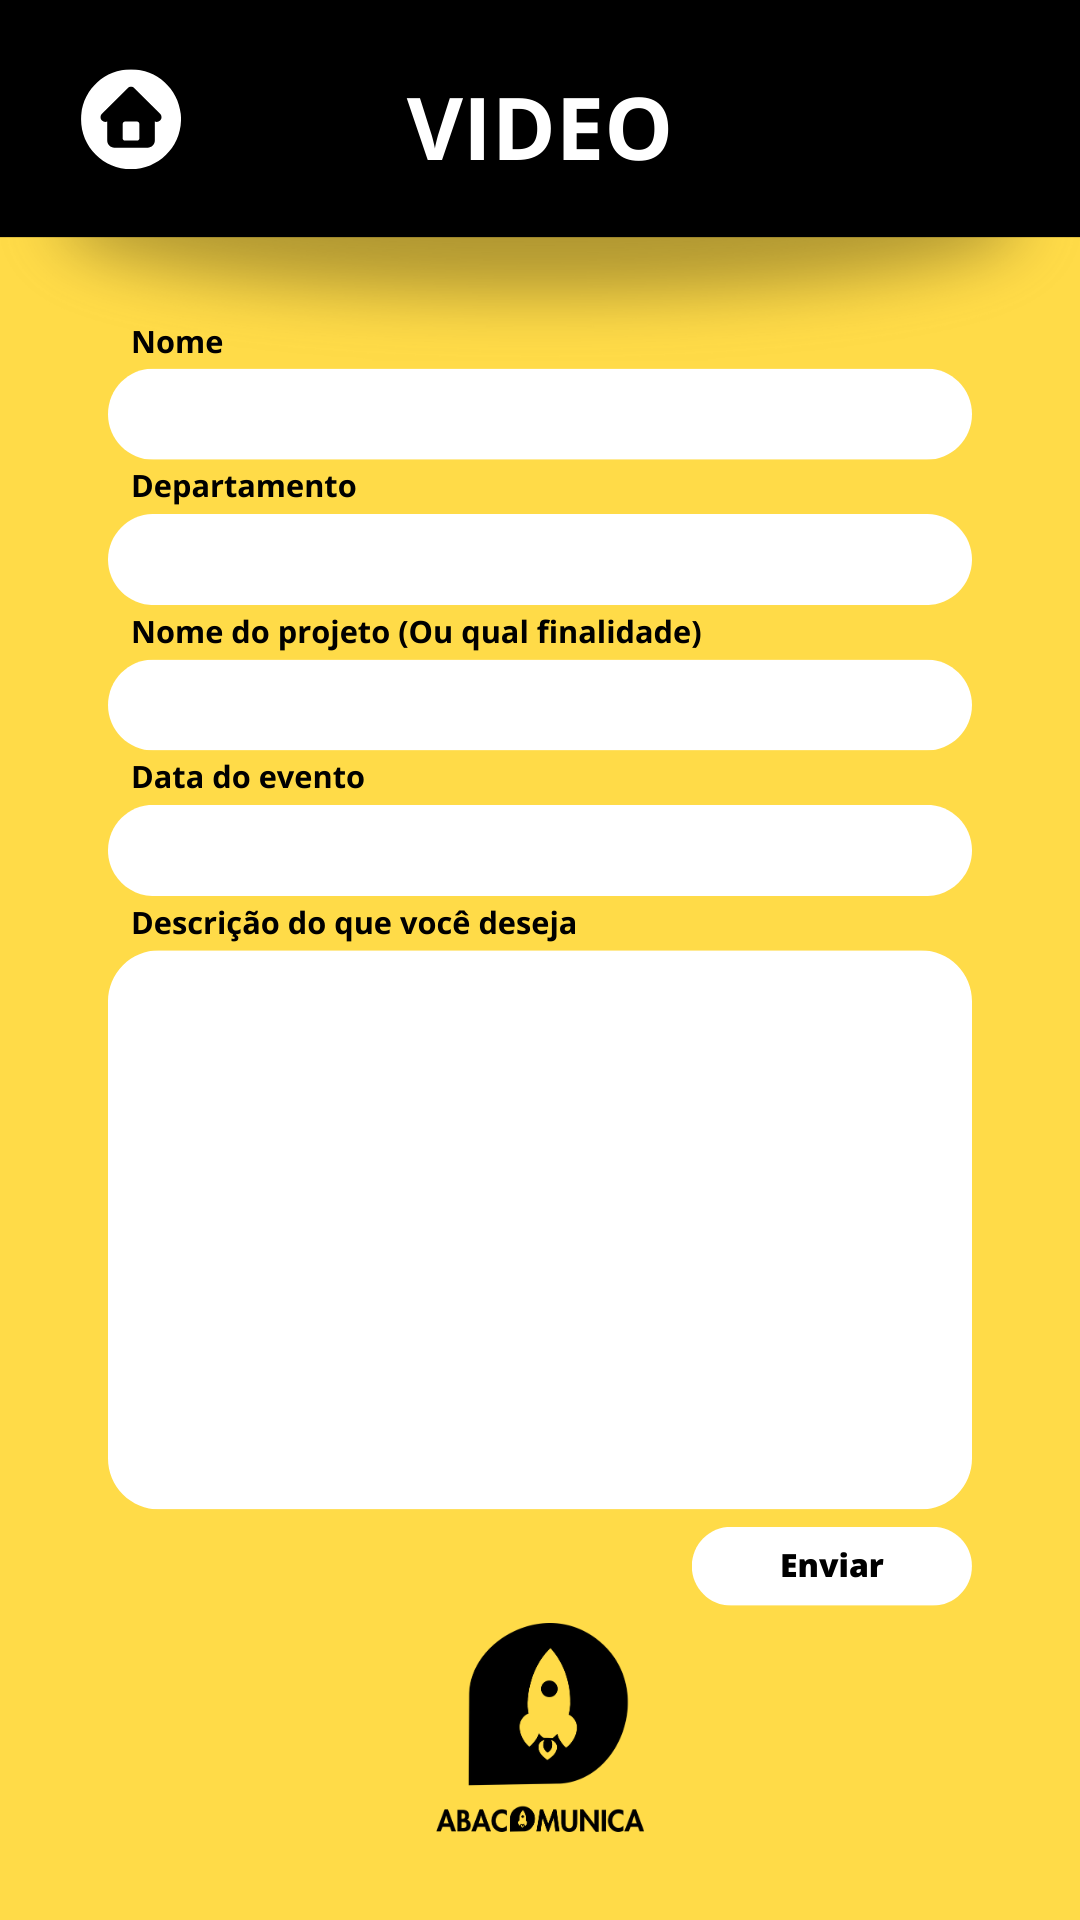 VIDEO
Nome
Departamento
Nome do projeto (Ou qual finalidade)
Data do evento
Descrição do que você deseja
Enviar
ABACOMUNICA